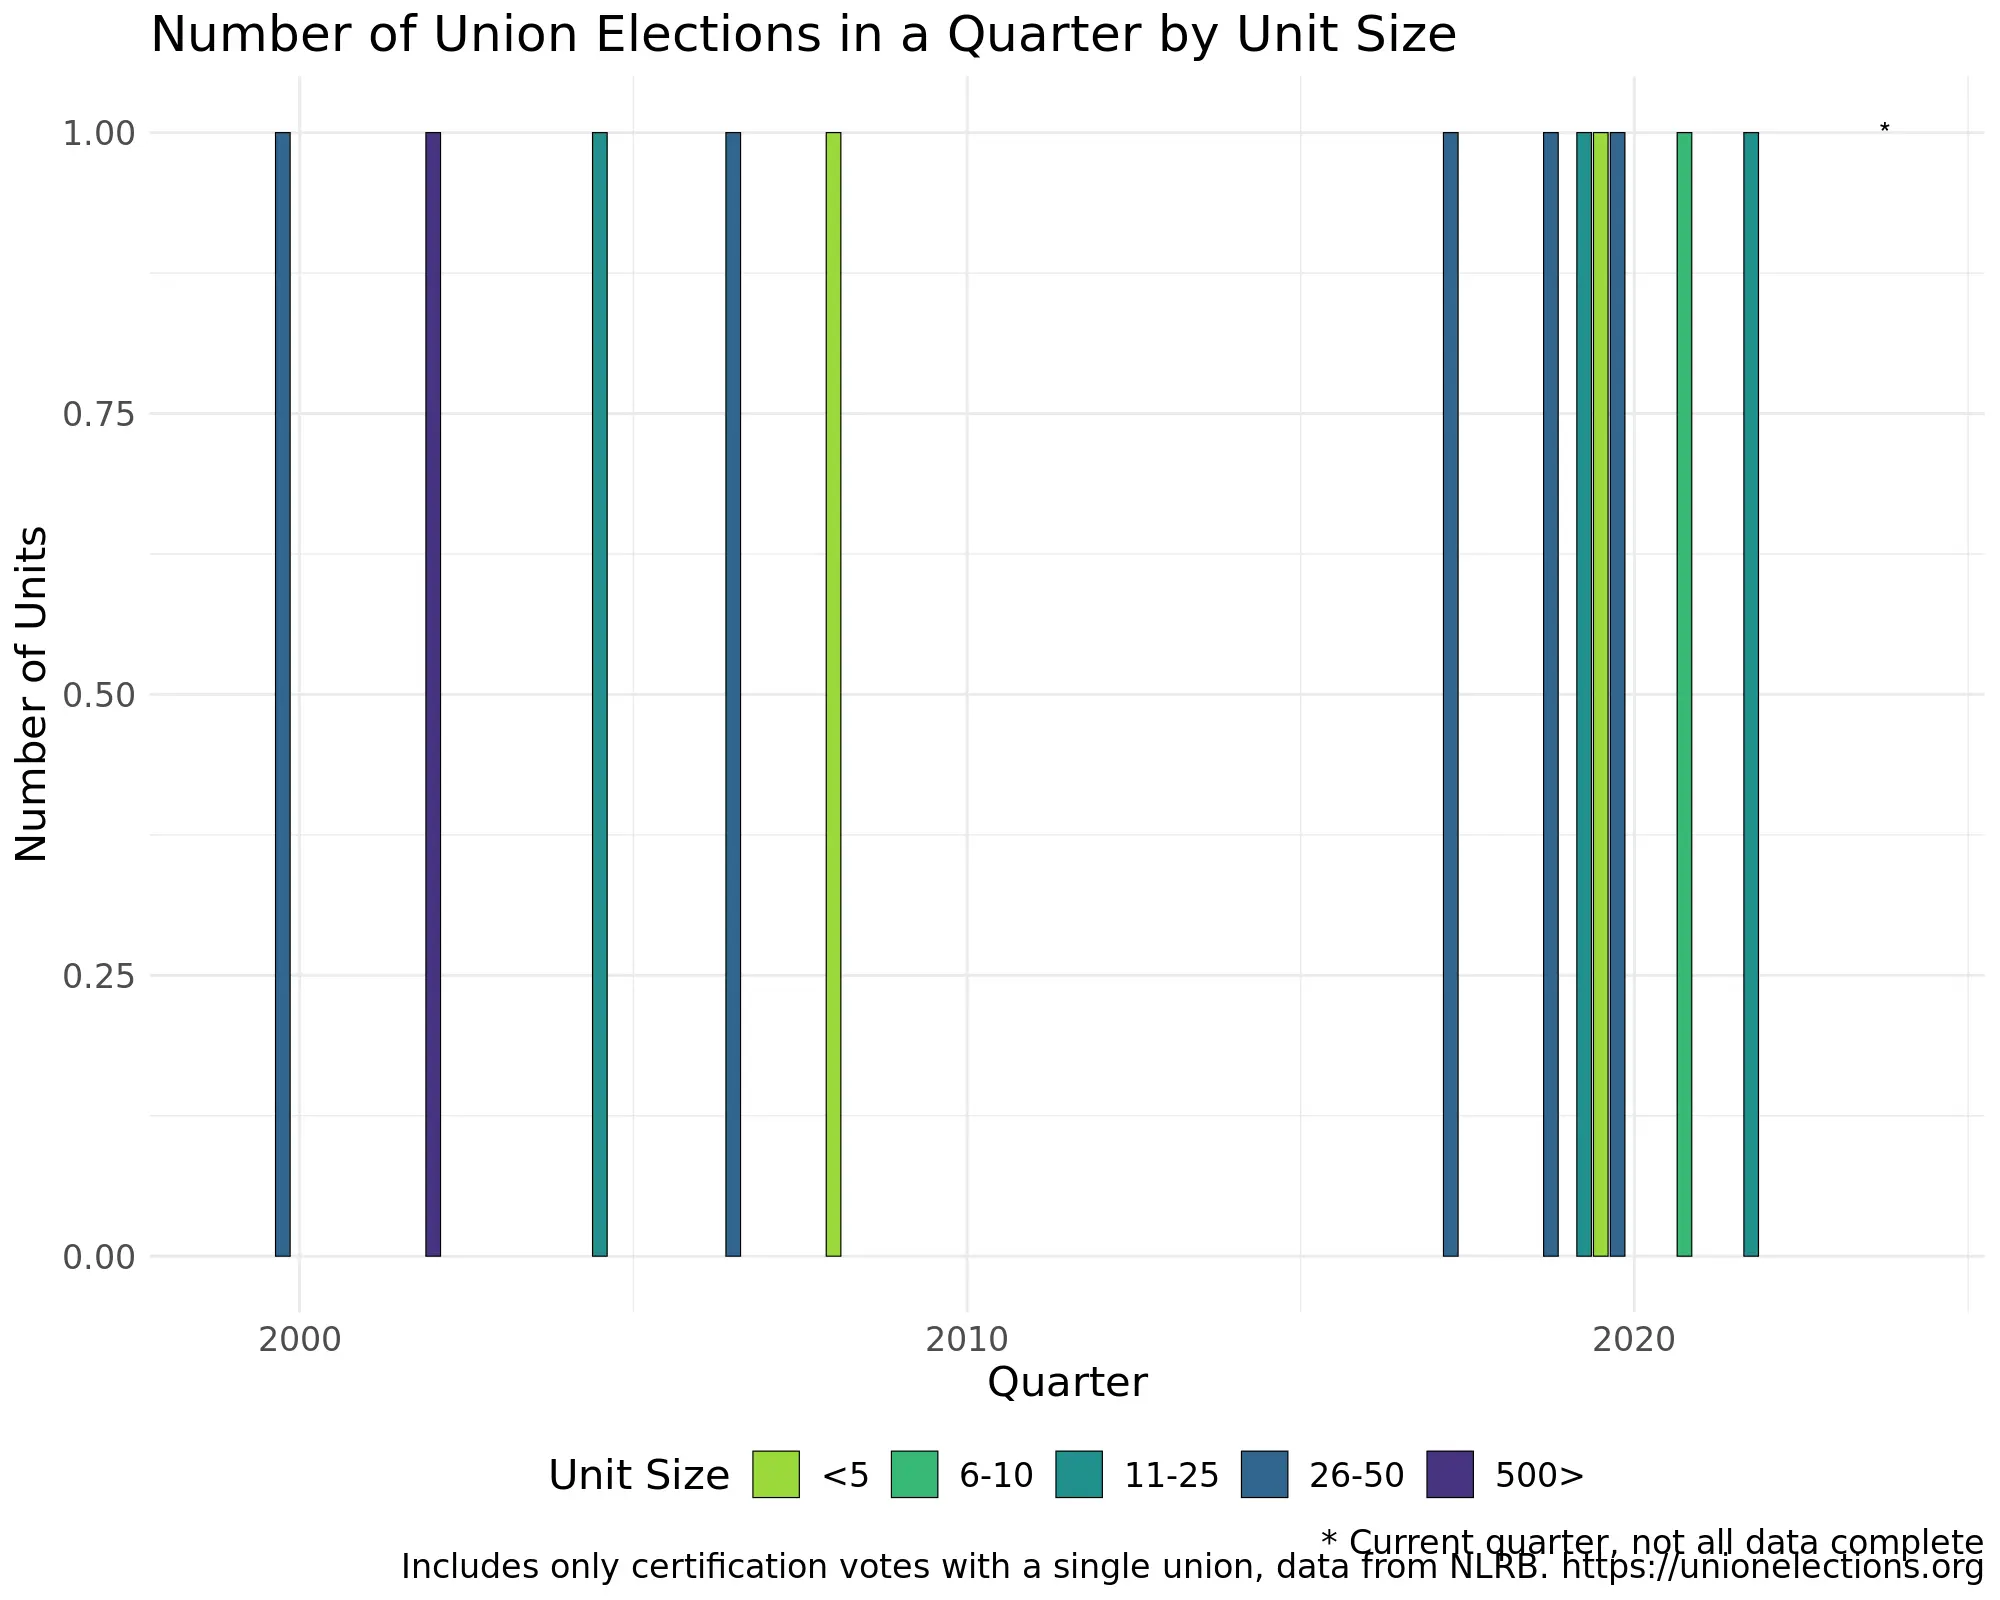 Number of Union Elections in a Quarter by Unit Size
*
1.00
0.75
0.50
0.25
0.00
Number of Units
2000 2010 2020
Quarter
Unit Size <5 6-10 11-25 26-50 500>
* Current quarter, not all data complete
Includes only certification votes with a single union, data from NLRB. https://unionelections.org